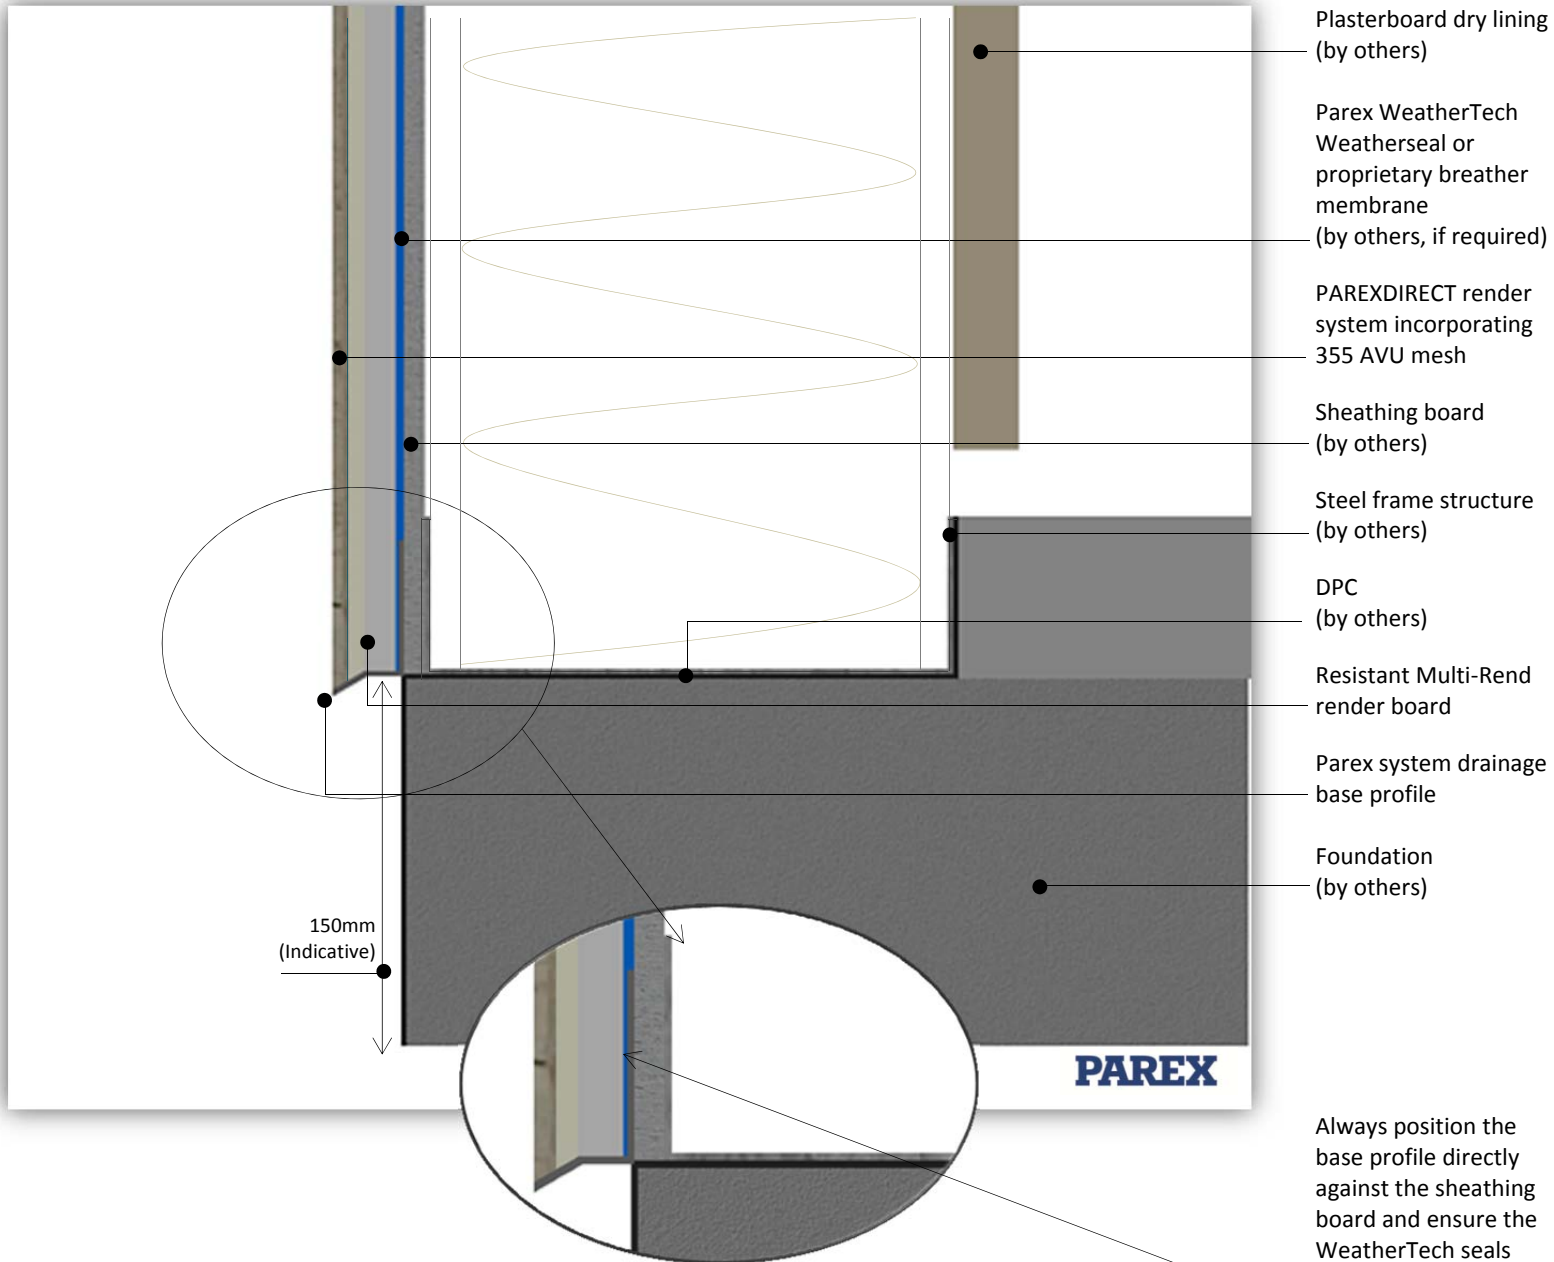 Plasterboard dry lining
(by others)
Parex WeatherTech
Weatherseal or
proprietary breather
membrane
(by others, if required)
PAREXDIRECT render
system incorporating
355 AVU mesh
Sheathing board
(by others)
Steel frame structure
(by others)
DPC
(by others)
Resistant Multi-Rend
render board
Parex system drainage
base profile
Foundation
(by others)
150mm
(Indicative)
PAREX
Always position the
base profile directly
against the sheathing
board and ensure the
WeatherTech seals